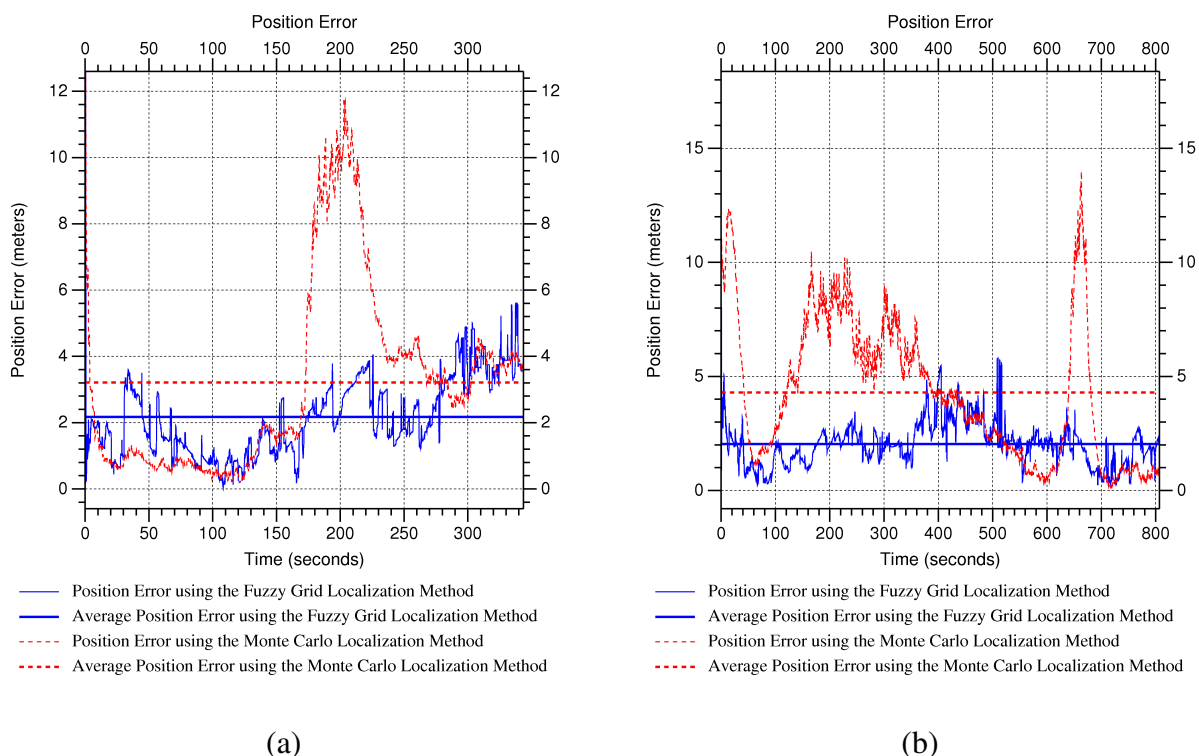 Position Error
0 50 100 150 200 250 300
12 12
10 10
8 8
6 6
4 4
2 2
0 0
Position Error (meters)
0 50 100 150 200 250 300
Time (seconds)
Position Error using the Fuzzy Grid Localization Method
Average Position Error using the Fuzzy Grid Localization Method
Position Error using the Monte Carlo Localization Method
Average Position Error using the Monte Carlo Localization Method
(a)
Position Error
0 100 200 300 400 500 600 700 800
15 15
10 10
5 5
0 0
Position Error (meters)
0 100 200 300 400 500 600 700 800
Time (seconds)
Position Error using the Fuzzy Grid Localization Method
Average Position Error using the Fuzzy Grid Localization Method
Position Error using the Monte Carlo Localization Method
Average Position Error using the Monte Carlo Localization Method
(b)